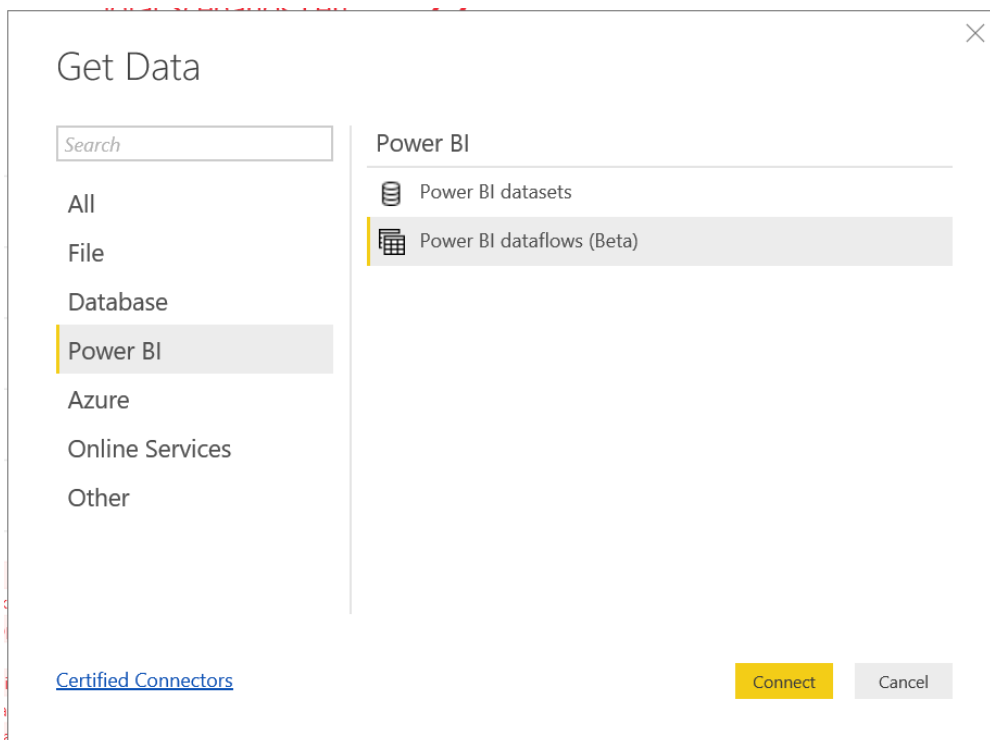 Get Data
Search
All
File
Database
Power BI
Azure
Online Services
Other
Certified Connectors
Power BI
Power BI datasets
Power BI dataflows (Beta)
Connect
Cancel